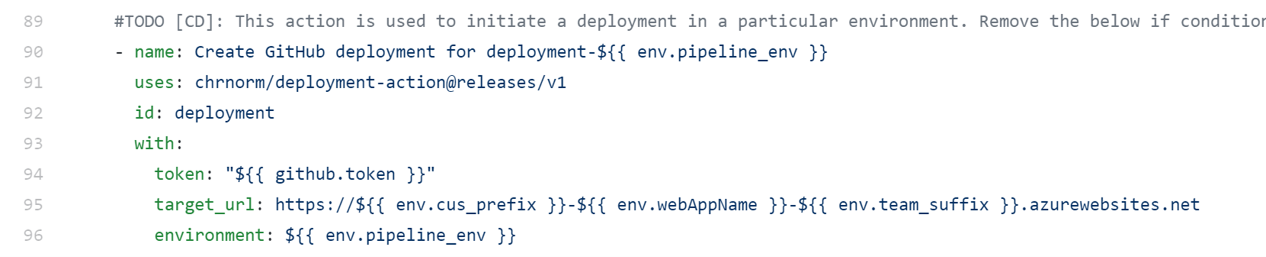 89 #TODO [CD]: This action is used to initiate a deployment in a particular environment. Remove the below if condition
90 - name: Create GitHub deployment for deployment-${{ env.pipeline_env }}
91 uses: chrnorm/deployment-action@releases/v1
92 id: deployment
93 with:
94 token: "${{ github.token }}"
95 target_url: https://${{ env.cus_prefix }}-${{ env.webAppName }}-${{ env.team_suffix }}.azurewebsites.net
96 environment: ${{ env.pipeline_env }}